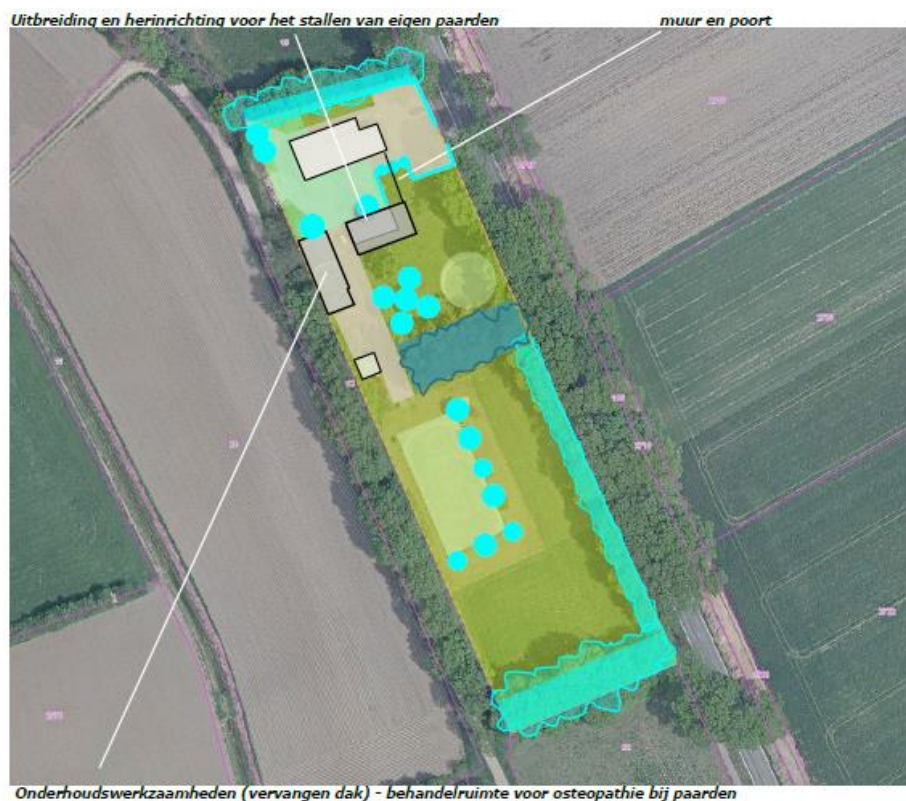 Uitbreiding en herinrichting voor het stallen van eigen paarden
muur en poort
Onderhoudswerkzaamheden (vervangen dak) - behandelruimte voor osteopathie bij paarden